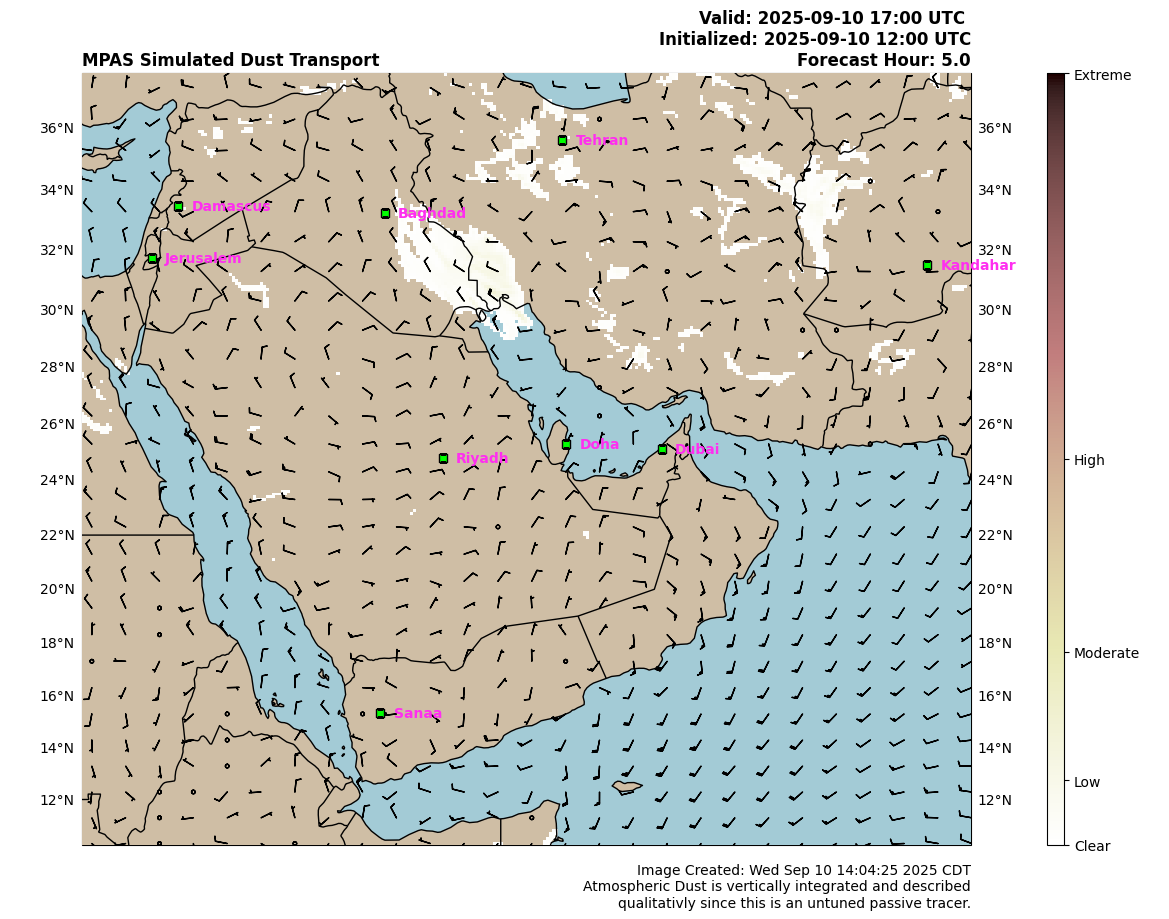 Valid: 2025-09-10 17:00 UTC
Initialized: 2025-09-10 12:00 UTC
MPAS Simulated Dust Transport
Forecast Hour: 5.0
36°N
34°N
32°N
30°N
28°N
26°N
24°N
22°N
20°N
18°N
16°N
14°N
12°N
Tehran
Damascus
Baghdad
Jerusalem
Kandahar
Doha
Dubai
Riyadh
Sanaa
36°N
34°N
32°N
30°N
28°N
26°N
24°N
22°N
20°N
18°N
16°N
14°N
12°N
Extreme
High
Moderate
Low
Clear
Image Created: Wed Sep 10 14:04:25 2025 CDT
Atmospheric Dust is vertically integrated and described
qualitativly since this is an untuned passive tracer.